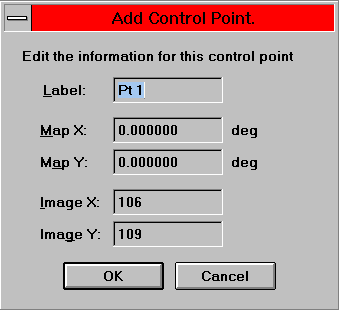 Add Control Point.
Edit the information for this control point
Label: Pt 1
Map X: 0.000000 deg
Map Y: 0.000000 deg
Image X: 106
Image Y: 109
OK Cancel